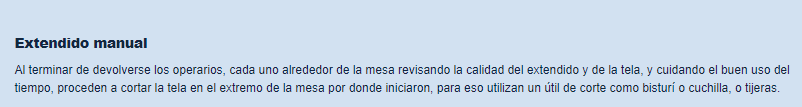 Extendido manual
Al terminar de devolverse los operarios, cada uno alrededor de la mesa revisando la calidad del extendido y de la tela, y cuidando el buen uso del
tiempo, proceden a cortar la tela en el extremo de la mesa por donde iniciaron, para eso utilizan un útil de corte como bisturí o cuchilla, o tijeras.